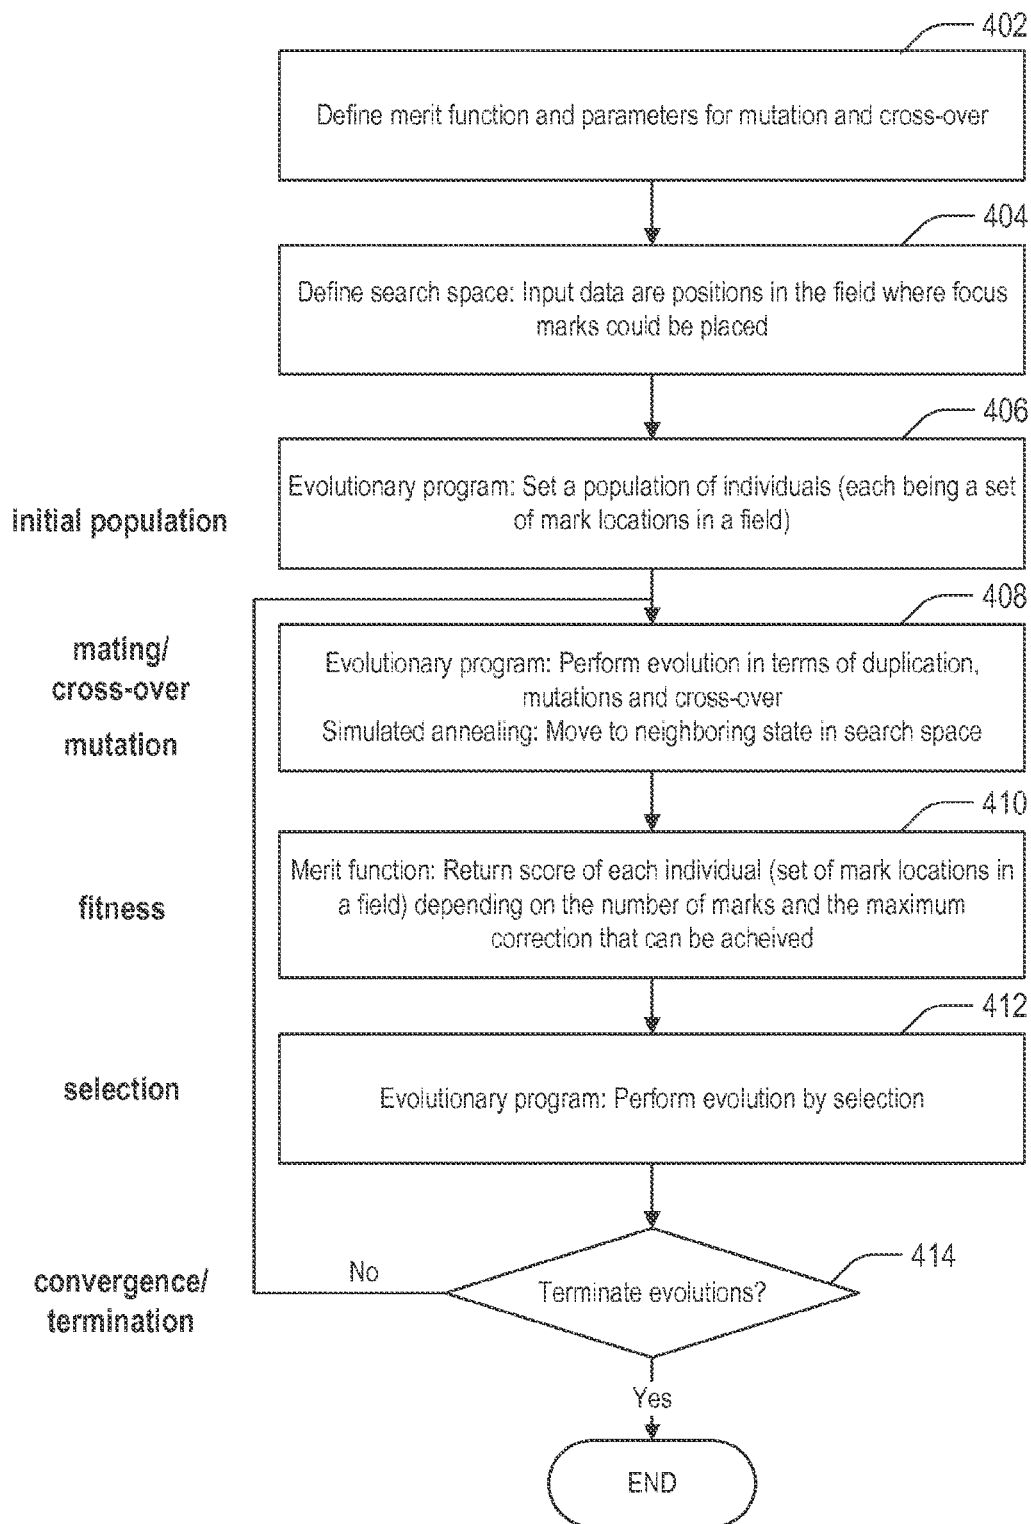 402
Define merit function and parameters for mutation and cross-over
404
Define search space: Input data are positions in the field where focus
marks could be placed
406
initial population
Evolutionary program: Set a population of individuals (each being a set
of mark locations in a field)
408
mating/
cross-over
mutation
Evolutionary program: Perform evolution in terms of duplication,
mutations and cross-over
Simulated annealing: Move to neighboring state in search space
410
fitness
Merit function: Return score of each individual (set of mark locations in
a field) depending on the number of marks and the maximum
correction that can be acheived
412
selection
Evolutionary program: Perform evolution by selection
414
convergence/
termination
No
Terminate evolutions?
Yes
END